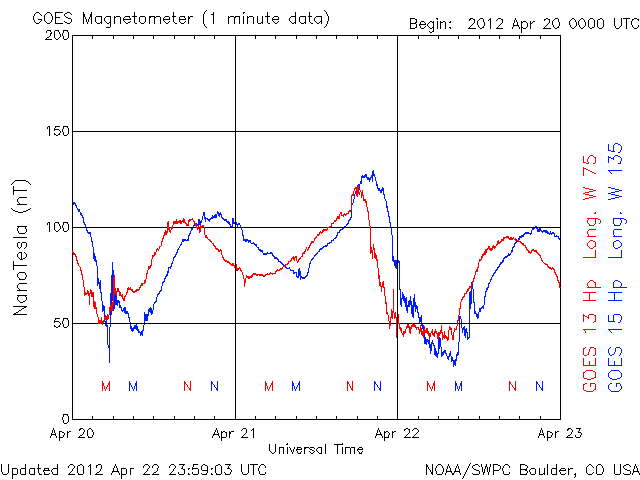 GOES Magnetometer (1 minute data)
Begin: 2012 Apr 20 0000 UTC
200
150
100
50
0
NanoTesla (nT)
M M N N M M N N M M N N
Apr 20 Apr 21 Apr 22 Apr 23
Universal Time
GOES 13 Hp Long. W 75
GOES 15 Hp Long. W 135
Updated 2012 Apr 22 23:59:03 UTC
NOAA/SWPC Boulder, CO USA